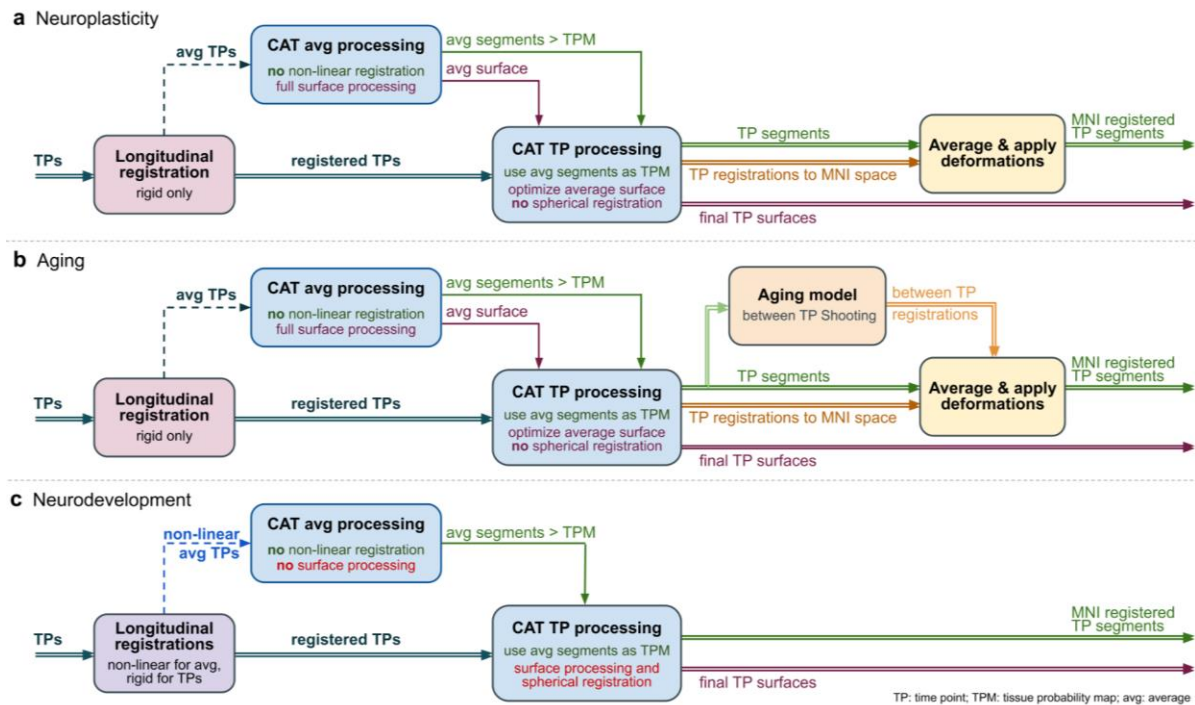 a Neuroplasticity
CAT avg processing
no non-linear registration
full surface processing
avg TPs
avg segments > TPM
avg surface
TPs
Longitudinal
registration
rigid only
registered TPs
CAT TP processing
use avg segments as TPM
optimize average surface
no spherical registration
TP segments
TP registrations to MNI space
final TP surfaces
Average & apply
deformations
MNI registered
TP segments
b Aging
CAT avg processing
no non-linear registration
full surface processing
avg TPs
avg segements > TPM
avg surface
TPs
Longitudinal
registration
rigid only
registered TPs
CAT TP processing
use avg segments as TPM
optimize average surface
no spherical registration
Aging model
between TP Shooting
between TP
registrations
TP segments
TP registrations to MNI space
final TP surfaces
Average & apply
deformations
MNI registered
TP segments
c Neurodevelopment
CAT avg processing
no non-linear registration
no surface processing
non-linear
avg TPs
avg segments > TPM
TPs
Longitudinal
registrations
non-linear for avg,
rigid for TPs
registered TPs
CAT TP processing
use avg segments as TPM
surface processing and
spherical registration
MNI registered
TP segments
final TP surfaces
TP: time point; TPM: tissue probability map; avg: average